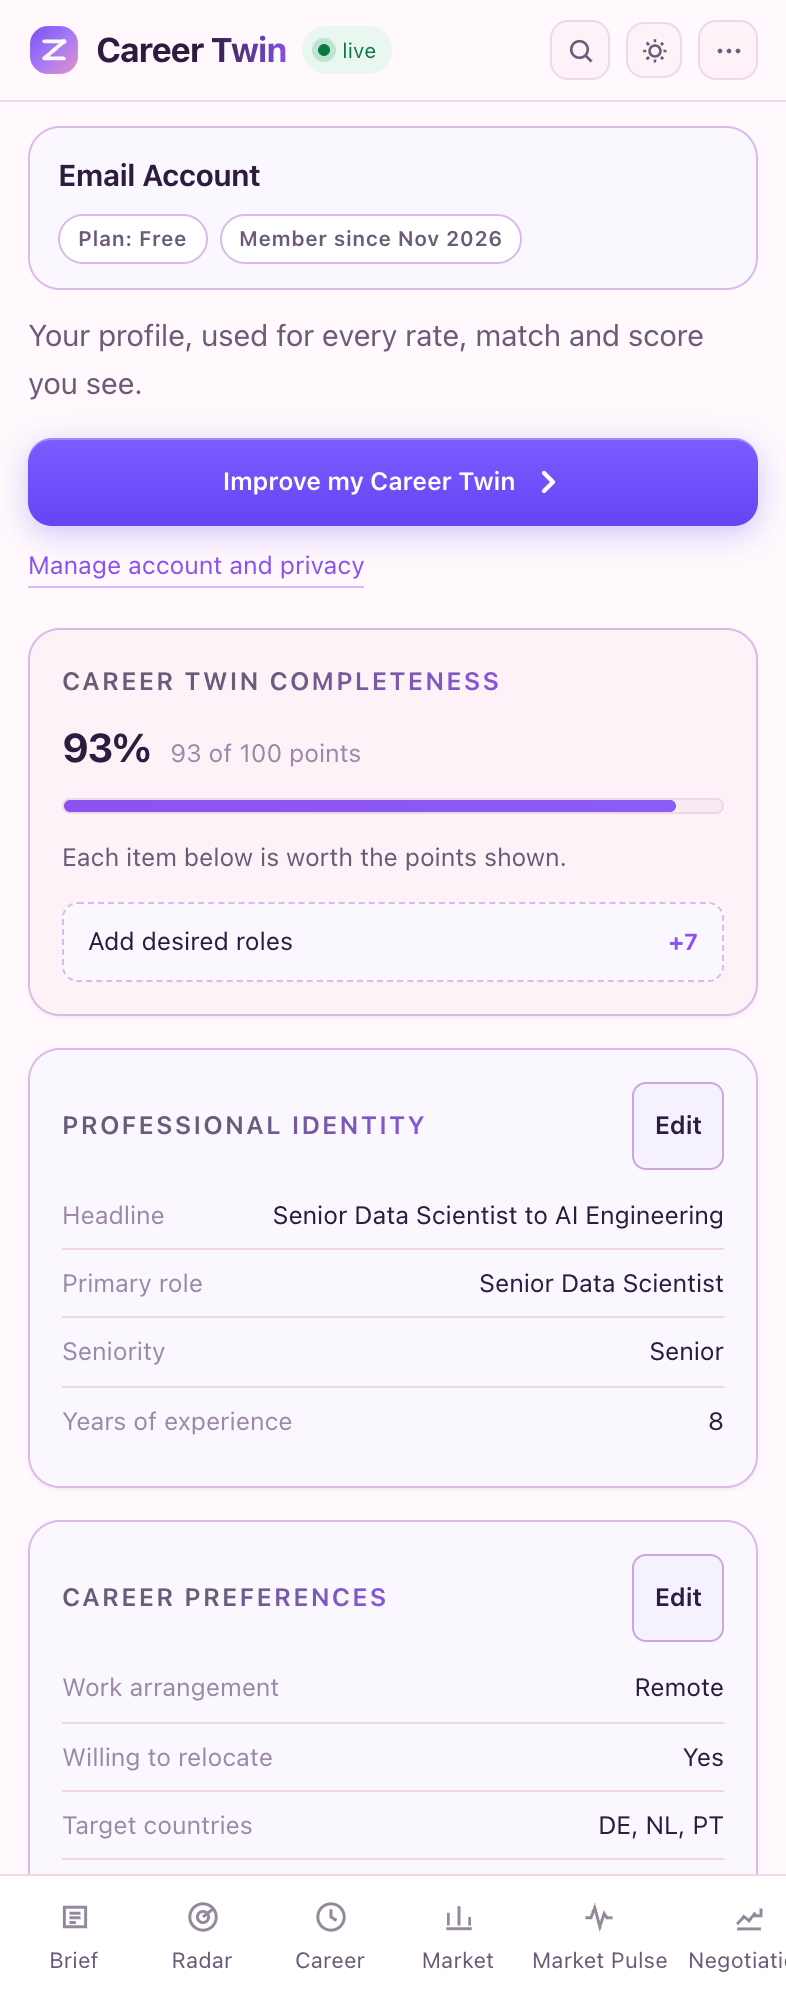 Career Twin live
Email Account
Plan: Free Member since Nov 2026
Your profile, used for every rate, match and score
you see.
Improve my Career Twin
Manage account and privacy
CAREER TWIN COMPLETENESS
93% 93 of 100 points
Each item below is worth the points shown.
Add desired roles +7
PROFESSIONAL IDENTITY Edit
Headline Senior Data Scientist to AI Engineering
Primary role Senior Data Scientist
Seniority Senior
Years of experience 8
CAREER PREFERENCES Edit
Work arrangement Remote
Willing to relocate Yes
Target countries DE, NL, PT
Brief Radar Career Market Market Pulse Negotiati